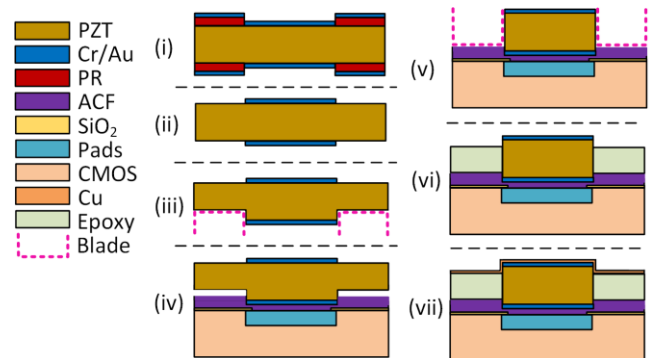 PZT
Cr/Au
PR
ACF
SiO₂
Pads
CMOS
Cu
Epoxy
Blade
(i)
(ii)
(iii)
(iv)
(v)
(vi)
(vii)